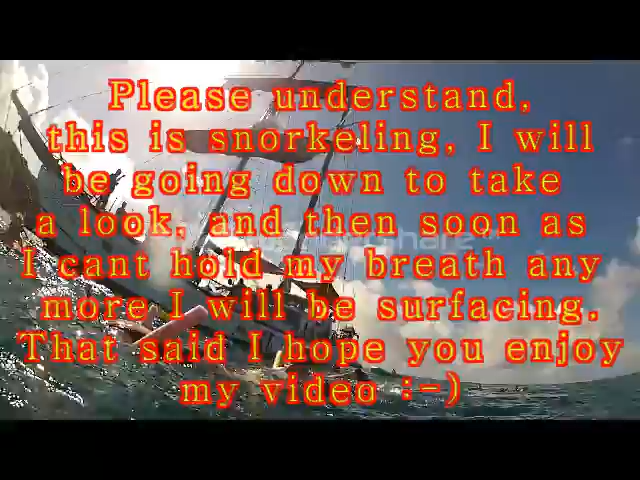 Please understand,
this is snorkeling, I will
be going down to take
a look, and then soon as
I cant hold my breath any
more I will be surfacing.
That said I hope you enjoy
my video :-)